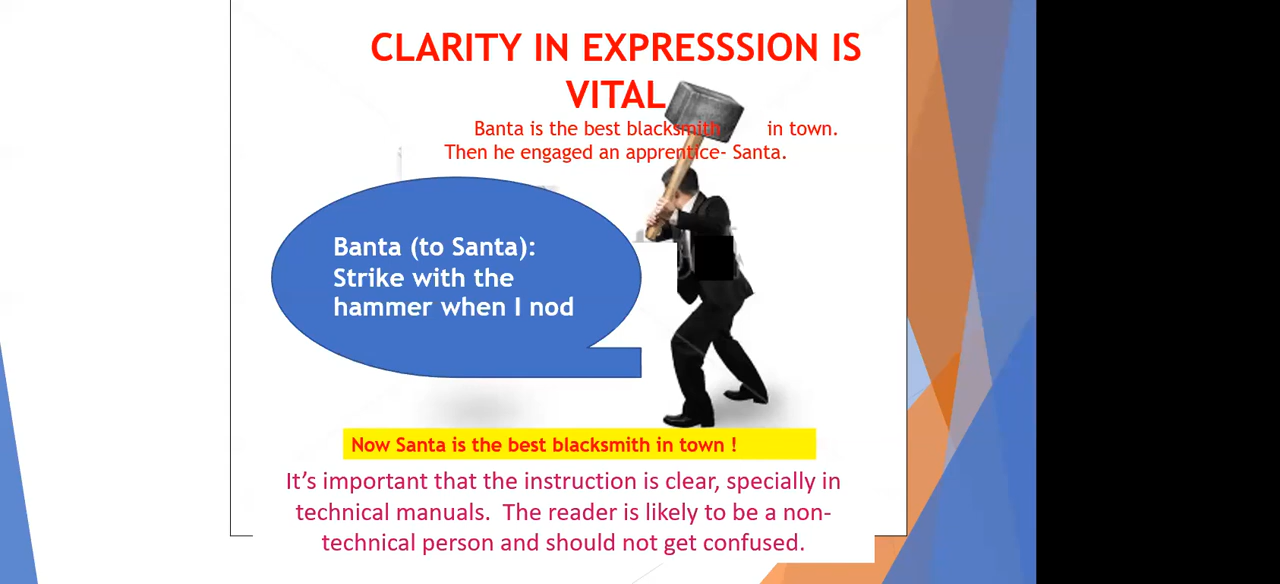 CLARITY IN EXPRESSSION IS
VITAL
Banta is the best blacksmith in town.
Then he engaged an apprentice- Santa.
Banta (to Santa):
Strike with the
hammer when I nod
Now Santa is the best blacksmith in town !
It’s important that the instruction is clear, specially in
technical manuals. The reader is likely to be a non-
technical person and should not get confused.